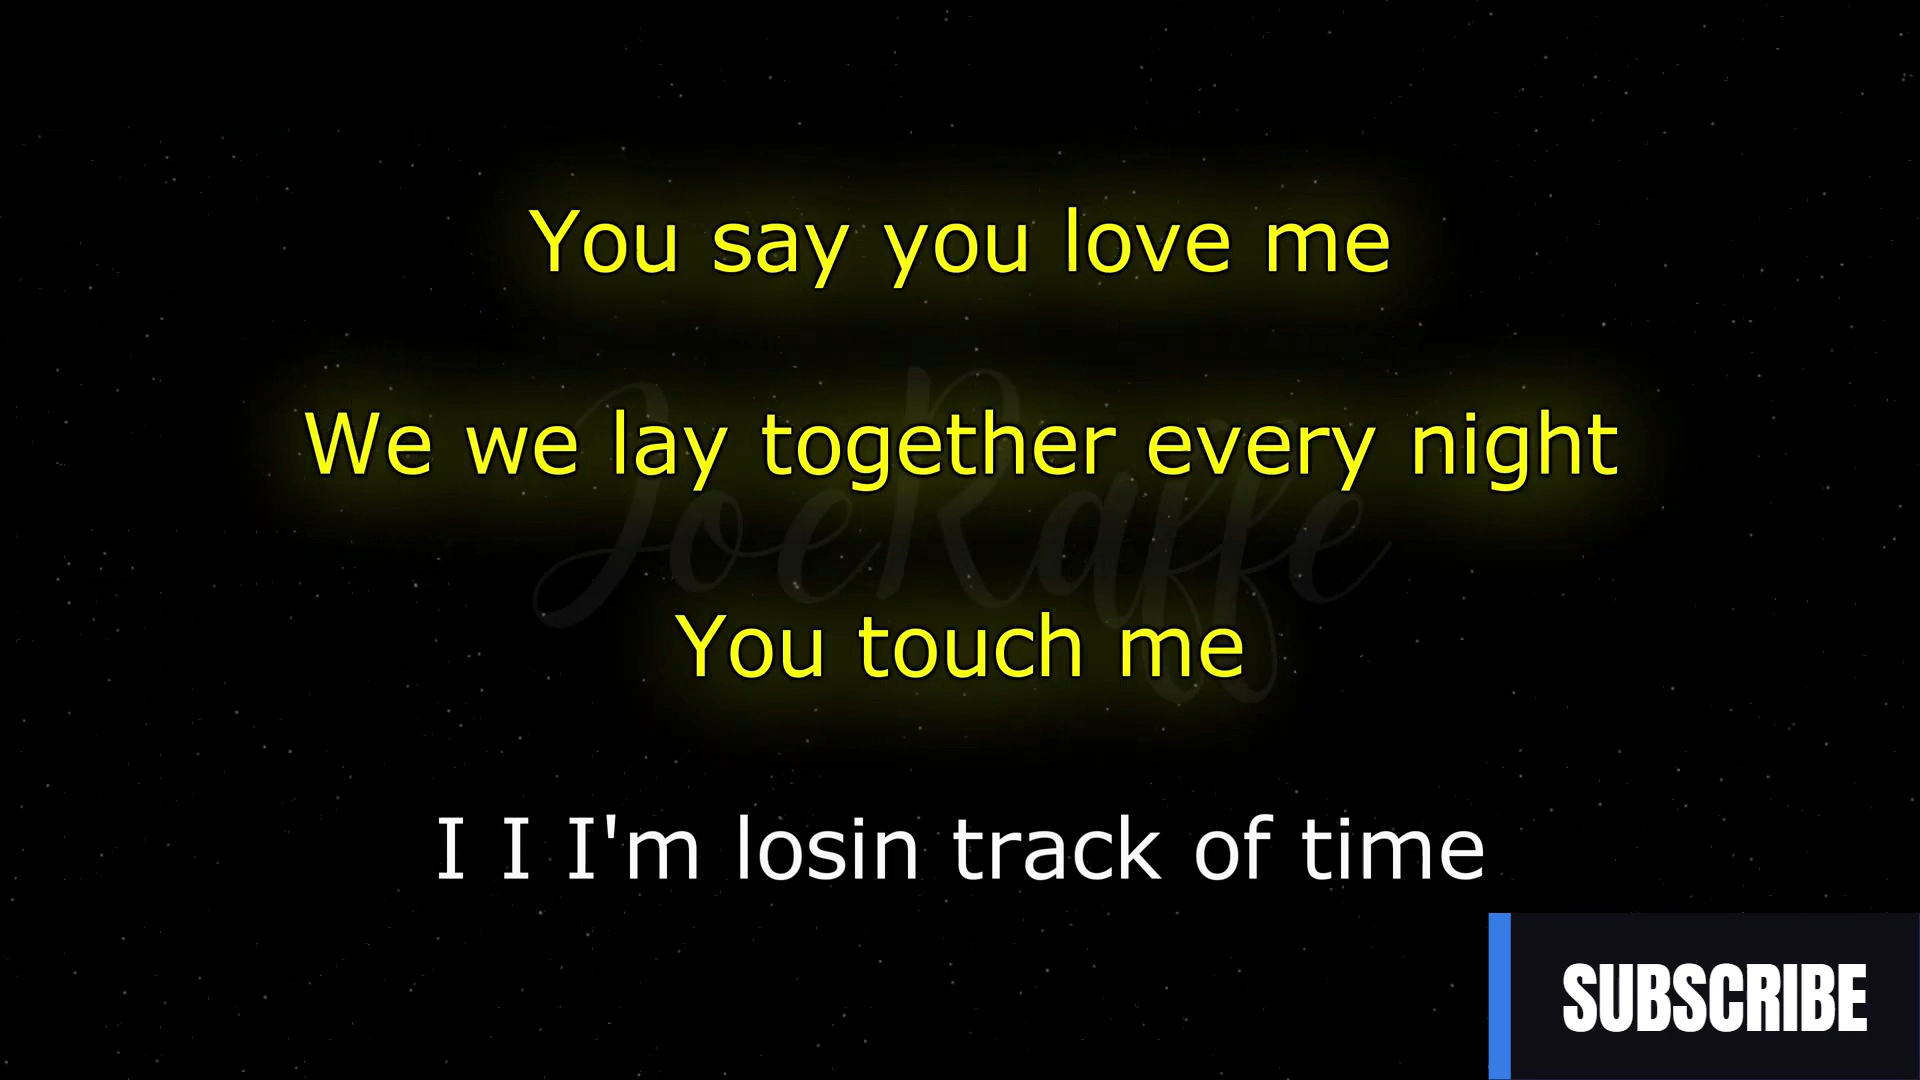 You say you love me
We we lay together every night
JoeRaffe
You touch me
I I I'm losin track of time
SUBSCRIBE